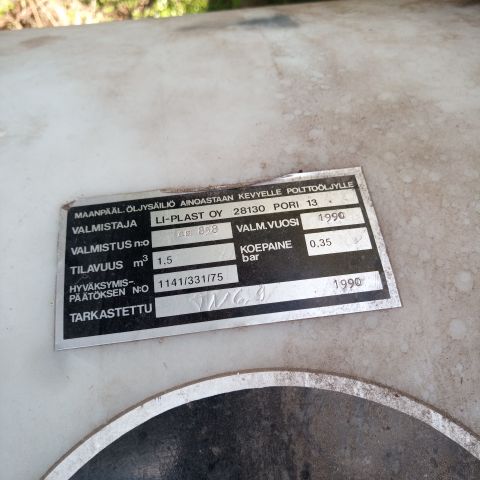 MAANPÄÄL. ÖLJYSÄILIÖ AINOASTAAN KEVYELLE POLTTOÖLJYLLE
VALMISTAJA LI-PLAST OY 28130 PORI 13
VALMISTUS n:o 858 VALM.VUOSI 1990
TILAVUUS m³ 1.5 KOEPAINE bar 0,35
HYVÄKSYMIS-PÄÄTÖKSEN N:O 1141/331/75
TARKASTETTU 1990